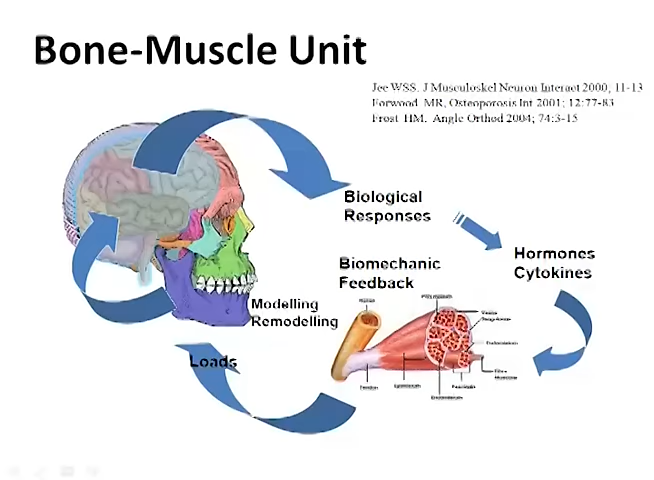 Bone-Muscle Unit
Jee WSS. J Musculoskel Neuron Interact 2000, 11-13
Forwood MR, Osteoporosis Int 2001; 12:77-83
Frost HM. Angle Orthod 2004; 74:3-15
Biological
Responses
Hormones
Cytokines
Biomechanic
Feedback
Modelling
Remodelling
Loads
Tendon